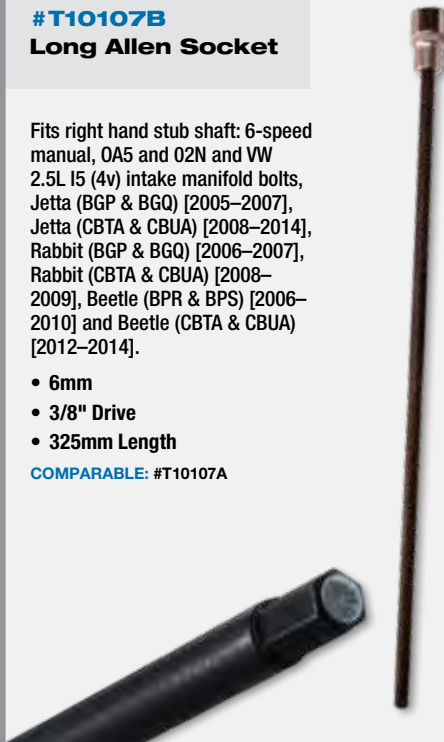 #T10107B
Long Allen Socket
Fits right hand stub shaft: 6-speed
manual, 0A5 and 02N and VW
2.5L I5 (4v) intake manifold bolts,
Jetta (BGP & BGQ) [2005–2007],
Jetta (CBTA & CBUA) [2008–2014],
Rabbit (BGP & BGQ) [2006–2007],
Rabbit (CBTA & CBUA) [2008–
2009], Beetle (BPR & BPS) [2006–
2010] and Beetle (CBTA & CBUA)
[2012–2014].
• 6mm
• 3/8" Drive
• 325mm Length
COMPARABLE: #T10107A